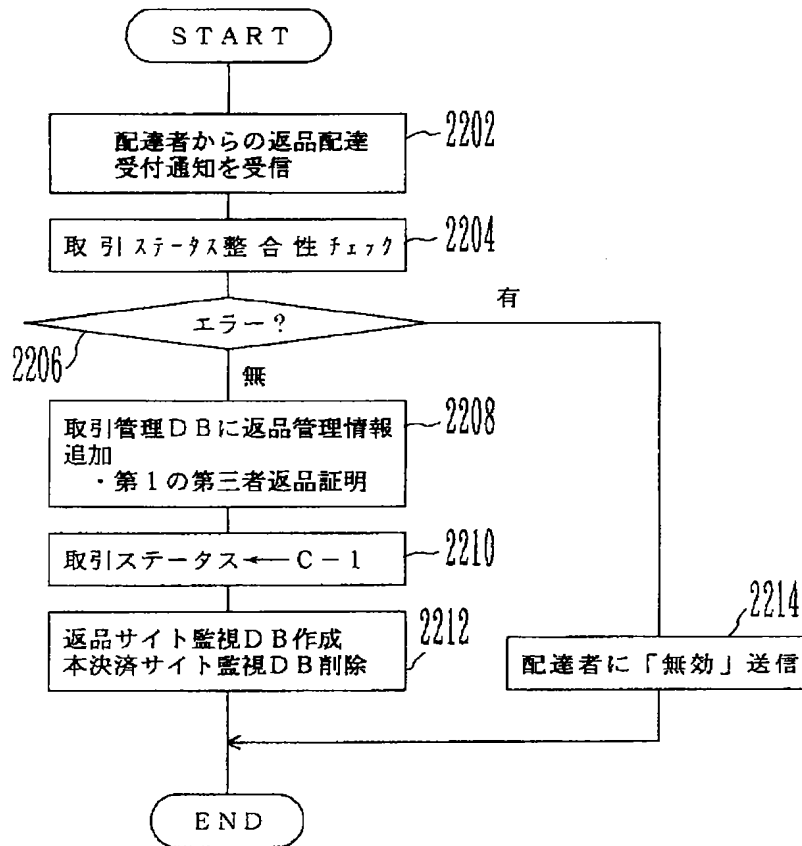 START
配達者からの返品配達
受付通知を受信
2202
取引ステータス整合性チェック
2204
エラー?
有
2206
無
取引管理DBに返品管理情報
追加
・第1の第三者返品証明
2208
取引ステータス←C-1
2210
返品サイト監視DB作成
本決済サイト監視DB削除
2212
2214
配達者に「無効」送信
END